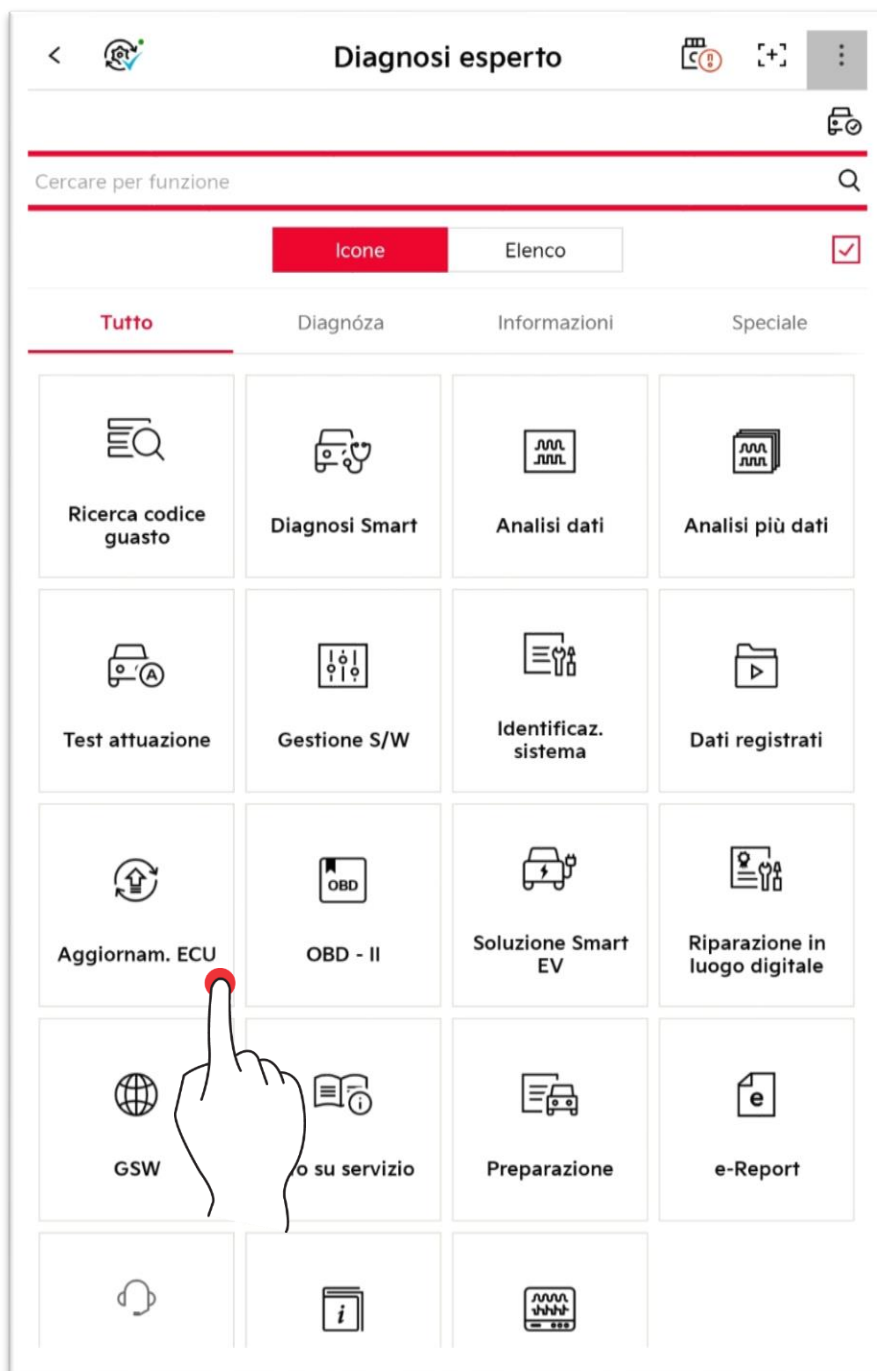 Diagnosi esperto
Cercare per funzione
Icone
Elenco
Tutto
Diagnóza
Informazioni
Speciale
Ricerca codice
guasto
Diagnosi Smart
Analisi dati
Analisi più dati
Test attuazione
Gestione S/W
Identificaz.
sistema
Dati registrati
Aggiornam. ECU
OBD
OBD - II
Soluzione Smart
EV
Riparazione in
luogo digitale
GSW
su servizio
Preparazione
e
e-Report
i